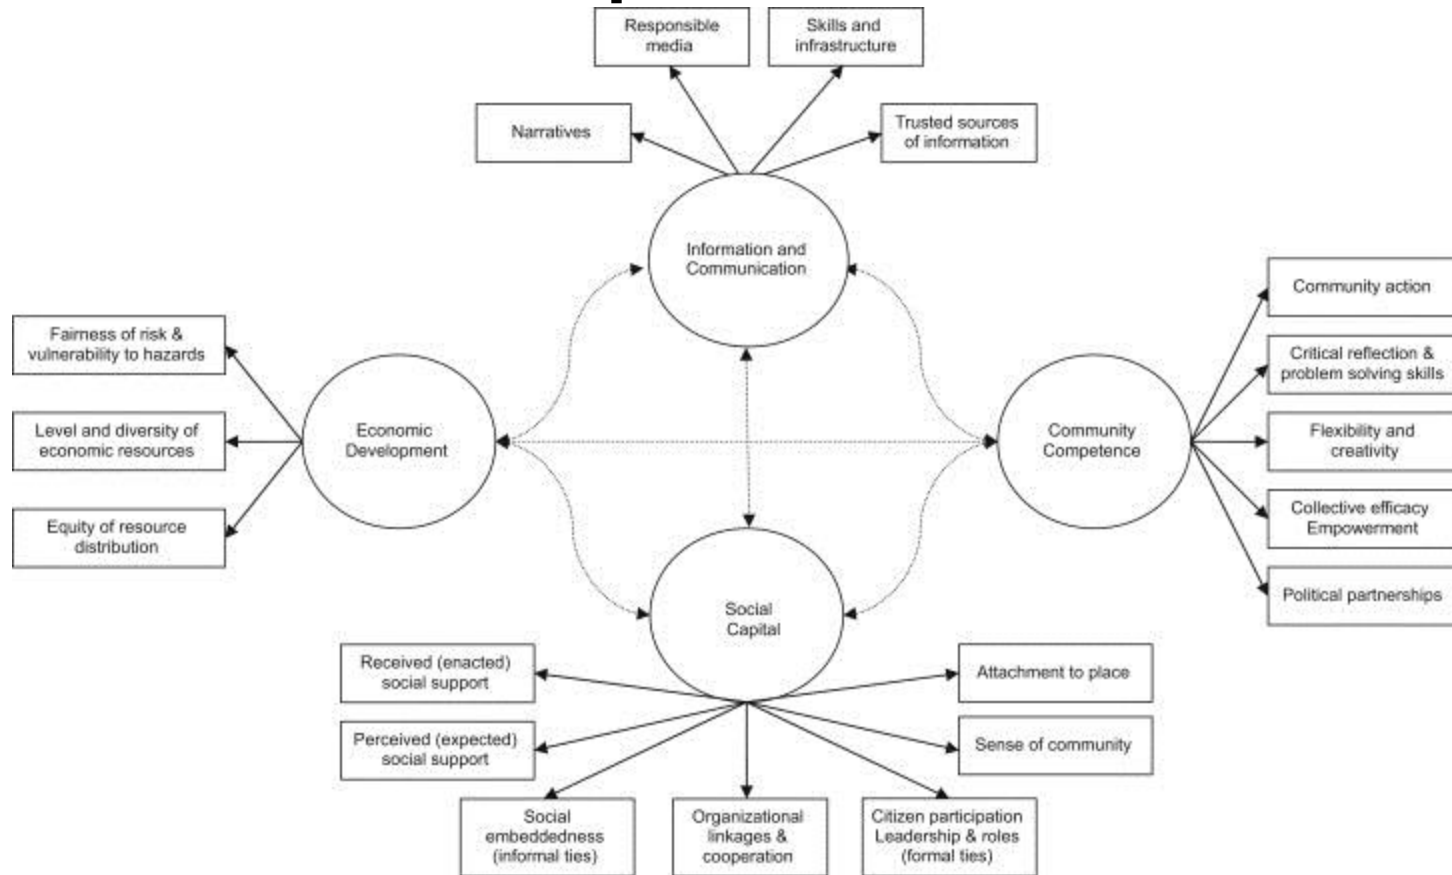 Responsible
media
Skills and
infrastructure
Narratives
Trusted sources
of information
Information and
Communication
Fairness of risk &
vulnerability to hazards
Level and diversity of
economic resources
Equity of resource
distribution
Economic
Development
Community
Competence
Community action
Critical reflection &
problem solving skills
Flexibility and
creativity
Collective efficacy
Empowerment
Political partnerships
Social
Capital
Received (enacted)
social support
Perceived (expected)
social support
Social
embeddedness
(informal ties)
Organizational
linkages &
cooperation
Citizen participation
Leadership & roles
(formal ties)
Sense of community
Attachment to place